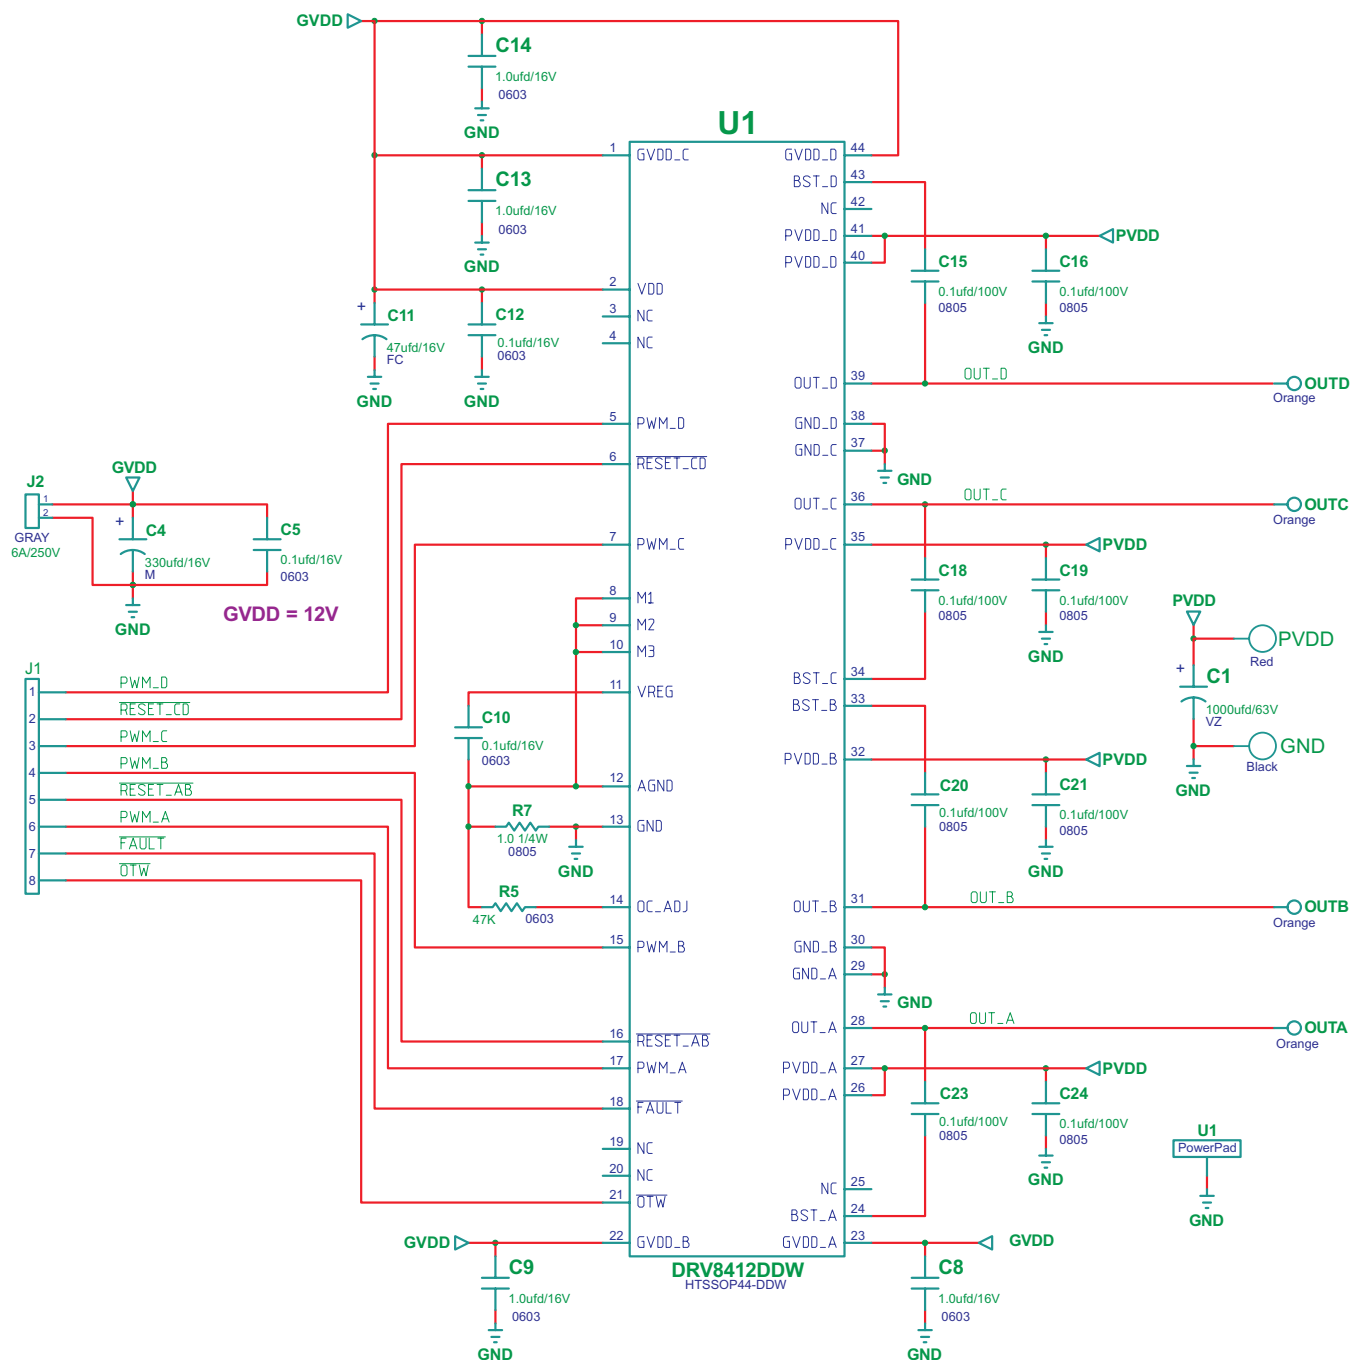 GVDD
C14
1.0ufd/16V
0603
GND
U1
1 GVDD_C
GVDD_D 44
C13
1.0ufd/16V
0603
GND
BST_D 43
NC 42
PVDD_D 41
PVDD_D 40
PVDD
C15
0.1ufd/100V
0805
C16
0.1ufd/100V
0805
GND
2 VDD
3 NC
4 NC
+
C11
47ufd/16V
FC
GND
C12
0.1ufd/16V
0603
GND
OUT_D 39
OUT_D
OUTD
Orange
5 PWM_D
GND_D 38
GND_C 37
GND
6 RESET_CD
J2
1
2
GRAY
6A/250V
GVDD
+
C4
330ufd/16V
M
GND
C5
0.1ufd/16V
0603
GVDD = 12V
OUT_C 36
OUT_C
OUTC
Orange
7 PWM_C
PVDD_C 35
PVDD
C18
0.1ufd/100V
0805
C19
0.1ufd/100V
0805
GND
8 M1
9 M2
10 M3
PVDD
PVDD
Red
+
C1
1000ufd/63V
VZ
GND
Black
GND
J1
1 PWM_D
2 RESET_CD
3 PWM_C
4 PWM_B
5 RESET_AB
6 PWM_A
7 FAULT
8 OTW
11 VREG
C10
0.1ufd/16V
0603
BST_C 34
BST_B 33
PVDD_B 32
PVDD
12 AGND
C20
0.1ufd/100V
0805
C21
0.1ufd/100V
0805
GND
R7
1.0 1/4W
0805
13 GND
GND
R5
47K
0603
14 OC_ADJ
OUT_B 31
OUT_B
OUTB
Orange
15 PWM_B
GND_B 30
GND_A 29
GND
16 RESET_AB
17 PWM_A
OUT_A 28
OUT_A
OUTA
Orange
PVDD_A 27
PVDD_A 26
PVDD
18 FAULT
C23
0.1ufd/100V
0805
C24
0.1ufd/100V
0805
GND
19 NC
20 NC
21 OTW
U1
PowerPad
GND
NC 25
BST_A 24
GVDD
22 GVDD_B
GVDD_A 23
GVDD
DRV8412DDW
HTSSOP44-DDW
C9
1.0ufd/16V
0603
GND
C8
1.0ufd/16V
0603
GND